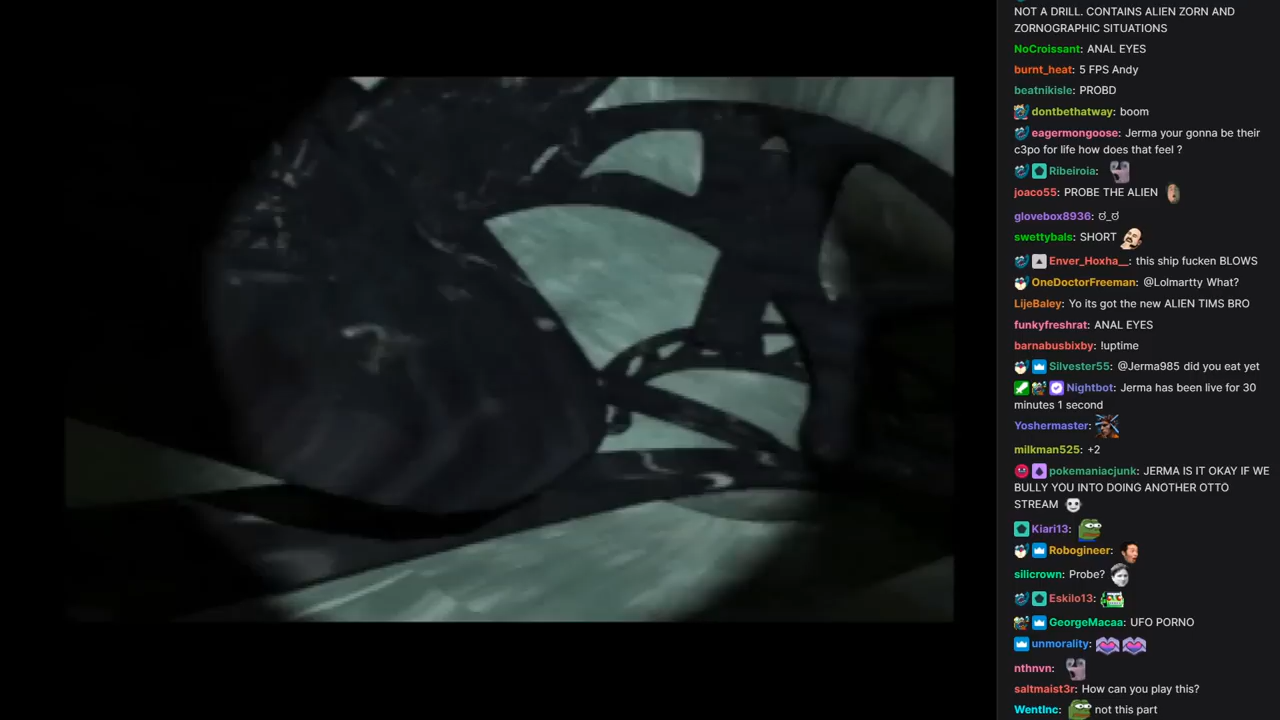 NOT A DRILL. CONTAINS ALIEN ZORN AND
ZORNOGRAPHIC SITUATIONS
NoCroissant: ANAL EYES
burnt_heat: 5 FPS Andy
beatnikisle: PROBD
dontbethatway: boom
eagermongoose: Jerma your gonna be their
c3po for life how does that feel ?
Ribeiroia:
joaco55: PROBE THE ALIEN
glovebox8936: ಠ_ಠ
swettybals: SHORT
Enver_Hoxha__: this ship fucken BLOWS
OneDoctorFreeman: @Lolmartty What?
LijeBaley: Yo its got the new ALIEN TIMS BRO
funkyfreshrat: ANAL EYES
barnabusbixby: !uptime
Silvester55: @Jerma985 did you eat yet
Nightbot: Jerma has been live for 30
minutes 1 second
Yoshermaster:
milkman525: +2
pokemaniacjunk: JERMA IS IT OKAY IF WE
BULLY YOU INTO DOING ANOTHER OTTO
STREAM
Kiari13:
Robogineer:
silicrown: Probe?
Eskilo13:
GeorgeMacaa: UFO PORNO
unmorality:
nthnvn:
saltmaist3r: How can you play this?
WentInc: not this part